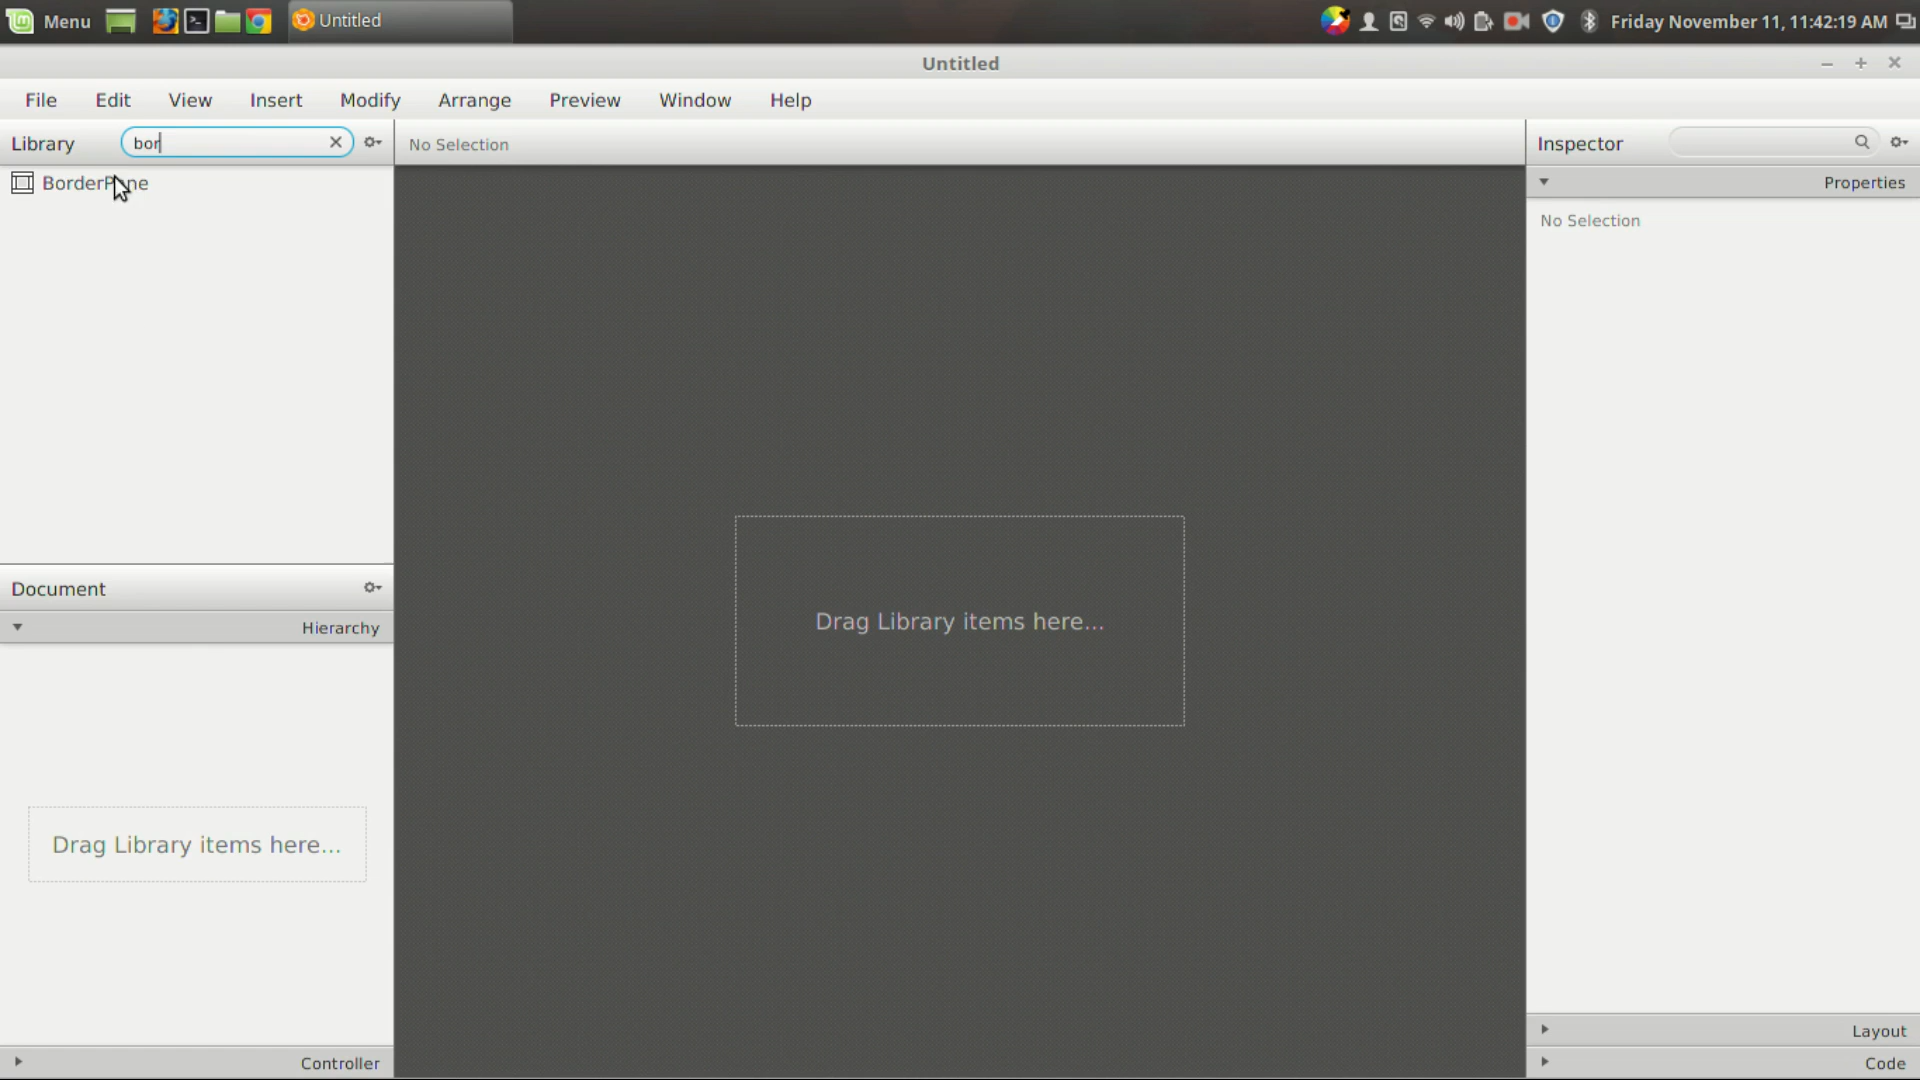 Menu
Untitled
Friday November 11, 11:42:19 AM
Untitled
File Edit View Insert Modify Arrange Preview Window Help
Library
bor
No Selection
Inspector
BorderPane
Properties
No Selection
Drag Library items here...
Document
Hierarchy
Drag Library items here...
Controller
Layout
Code